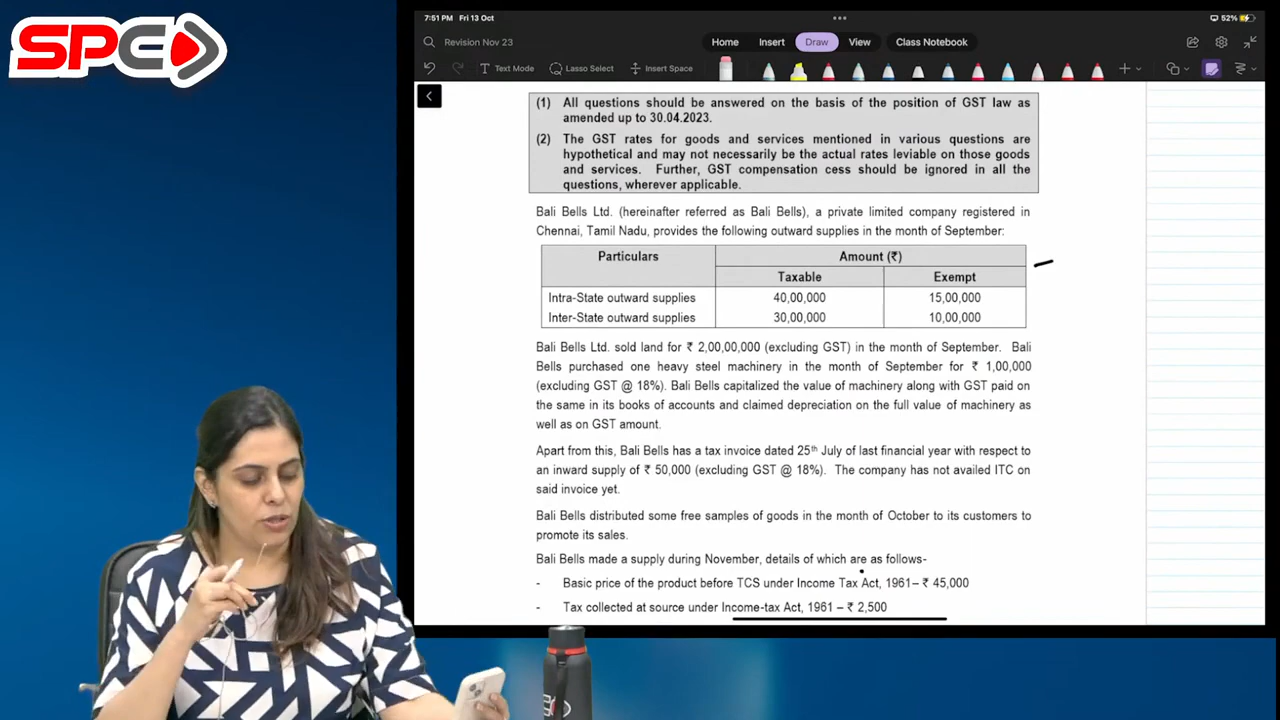 SPC
7:51 PM Fri 13 Oct
52%
Revision Nov 23
Home Insert Draw View Class Notebook
Text Mode Lasso Select Insert Space
(1) All questions should be answered on the basis of the position of GST law as
amended up to 30.04.2023.
(2) The GST rates for goods and services mentioned in various questions are
hypothetical and may not necessarily be the actual rates leviable on those goods
and services. Further, GST compensation cess should be ignored in all the
questions, wherever applicable.
Bali Bells Ltd. (hereinafter referred as Bali Bells), a private limited company registered in
Chennai, Tamil Nadu, provides the following outward supplies in the month of September:
Particulars Amount (₹)
Taxable Exempt
Intra-State outward supplies 40,00,000 15,00,000
Inter-State outward supplies 30,00,000 10,00,000
Bali Bells Ltd. sold land for ₹ 2,00,00,000 (excluding GST) in the month of September. Bali
Bells purchased one heavy steel machinery in the month of September for ₹ 1,00,000
(excluding GST @ 18%). Bali Bells capitalized the value of machinery along with GST paid on
the same in its books of accounts and claimed depreciation on the full value of machinery as
well as on GST amount.
Apart from this, Bali Bells has a tax invoice dated 25th July of last financial year with respect to
an inward supply of ₹ 50,000 (excluding GST @ 18%). The company has not availed ITC on
said invoice yet.
Bali Bells distributed some free samples of goods in the month of October to its customers to
promote its sales.
Bali Bells made a supply during November, details of which are as follows-
- Basic price of the product before TCS under Income Tax Act, 1961– ₹ 45,000
- Tax collected at source under Income-tax Act, 1961 – ₹ 2,500